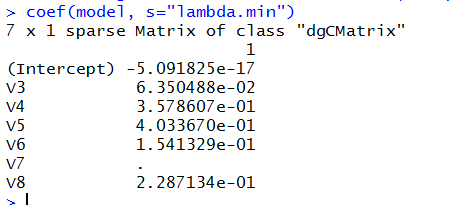 > coef(model, s="lambda.min")
7 x 1 sparse Matrix of class "dgCMatrix"
                        1
(Intercept) -5.091825e-17
V3           6.350488e-02
V4           3.578607e-01
V5           4.033670e-01
V6           1.541329e-01
V7           .
V8           2.287134e-01
>